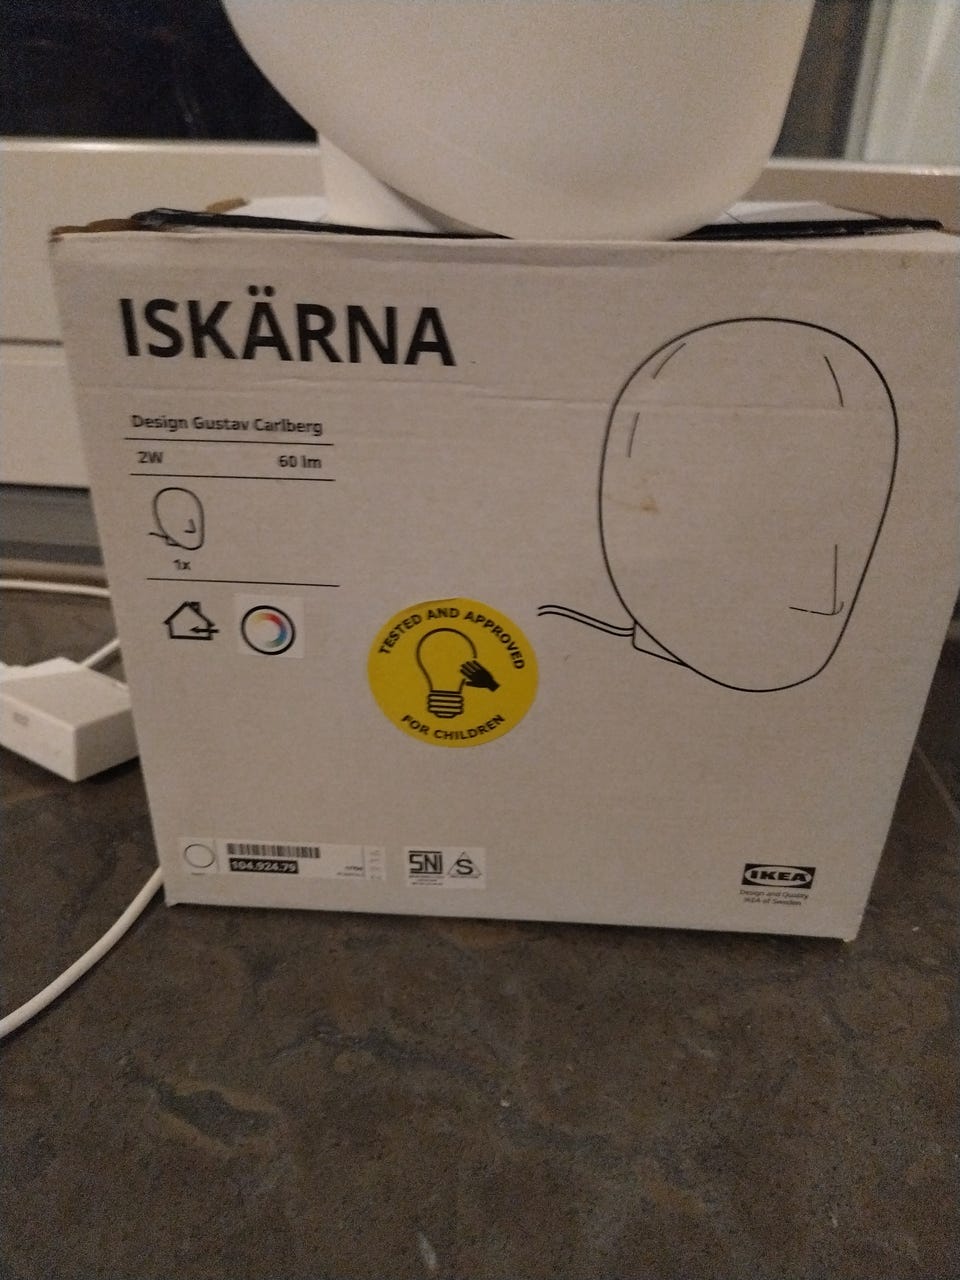 ISKÄRNA
Design Gustav Carlberg
2W 60 lm
1x
TESTED AND APPROVED
FOR CHILDREN
104.924.79
SNI S
IKEA
Design and Quality
IKEA of Sweden